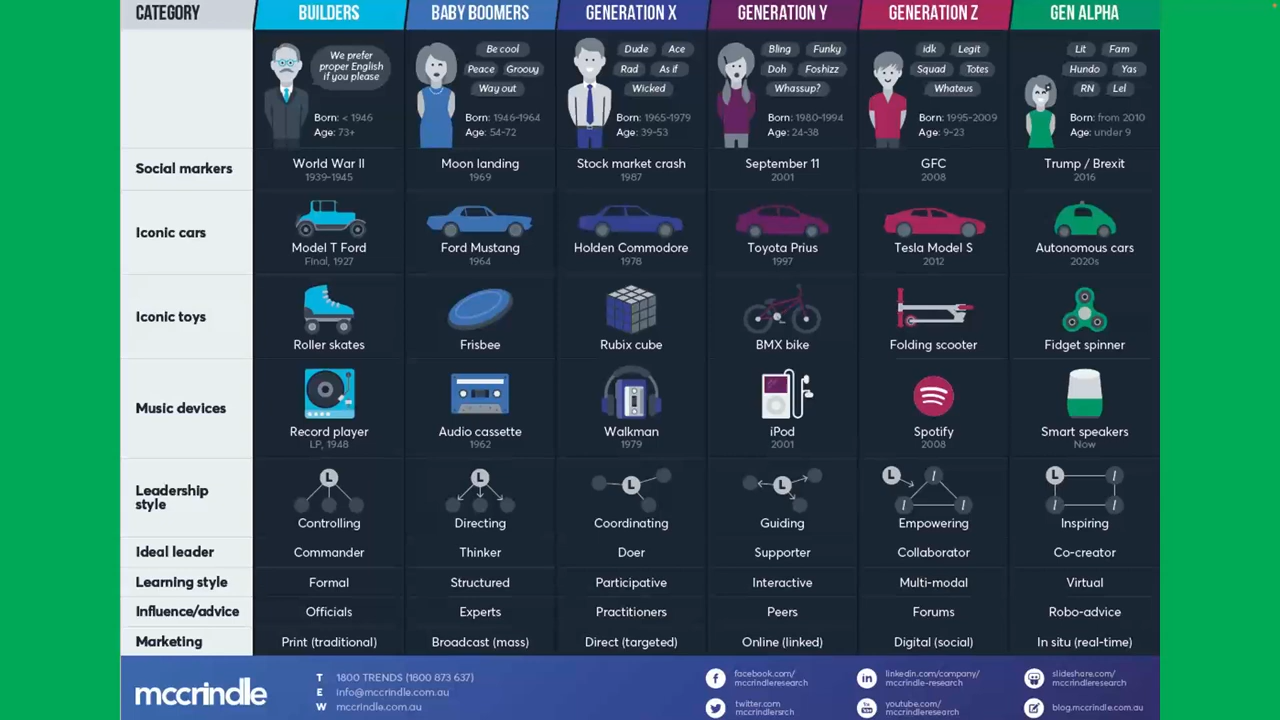 CATEGORY
BUILDERS
BABY BOOMERS
GENERATION X
GENERATION Y
GENERATION Z
GEN ALPHA
We prefer
proper English
if you please
Born: < 1946
Age: 73+
Be cool
Peace Groovy
Way out
Born: 1946-1964
Age: 54-72
Dude Ace
Rad As if
Wicked
Born: 1965-1979
Age: 39-53
Bling Funky
Doh Foshizz
Whassup?
Born: 1980-1994
Age: 24-38
idk Legit
Squad Totes
Whatevs
Born: 1995-2009
Age: 9-23
Lit Fam
Hundo Yas
RN Lel
Born: from 2010
Age: under 9
Social markers
World War II
1939-1945
Moon landing
1969
Stock market crash
1987
September 11
2001
GFC
2008
Trump / Brexit
2016
Iconic cars
Model T Ford
Final, 1927
Ford Mustang
1964
Holden Commodore
1978
Toyota Prius
1997
Tesla Model S
2012
Autonomous cars
2020s
Iconic toys
Roller skates
Frisbee
Rubix cube
BMX bike
Folding scooter
Fidget spinner
Music devices
Record player
LP, 1948
Audio cassette
1962
Walkman
1979
iPod
2001
Spotify
2008
Smart speakers
Now
Leadership
style
L
Controlling
L
Directing
L
Coordinating
L
Guiding
L l
l l
Empowering
L l
l l
Inspiring
Ideal leader
Commander
Thinker
Doer
Supporter
Collaborator
Co-creator
Learning style
Formal
Structured
Participative
Interactive
Multi-modal
Virtual
Influence/advice
Officials
Experts
Practitioners
Peers
Forums
Robo-advice
Marketing
Print (traditional)
Broadcast (mass)
Direct (targeted)
Online (linked)
Digital (social)
In situ (real-time)
mccrindle
T 1800 TRENDS (1800 873 637)
E info@mccrindle.com.au
W mccrindle.com.au
facebook.com/
mccrindleresearch
twitter.com
mccrindlersrch
linkedin.com/company/
mccrindle-research
youtube.com/
mccrindleresearch
slideshare.com/
mccrindleresearch
blog.mccrindle.com.au